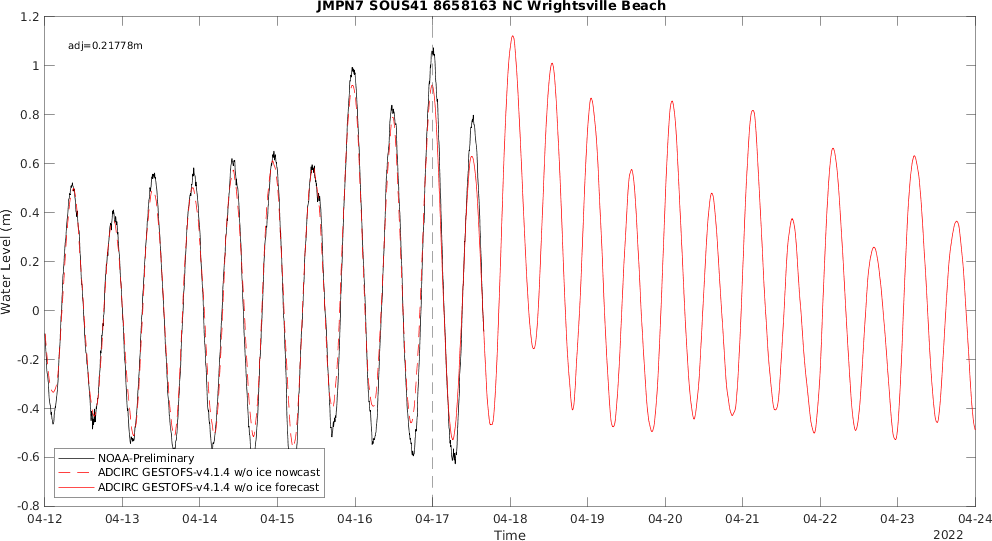 JMPN7 SOUS41 8658163 NC Wrightsville Beach
adj=0.21778m
Water Level (m)
1.2
1
0.8
0.6
0.4
0.2
0
-0.2
-0.4
-0.6
-0.8
NOAA-Preliminary
ADCIRC GESTOFS-v4.1.4 w/o ice nowcast
ADCIRC GESTOFS-v4.1.4 w/o ice forecast
04-12 04-13 04-14 04-15 04-16 04-17 04-18 04-19 04-20 04-21 04-22 04-23 04-24
Time
2022